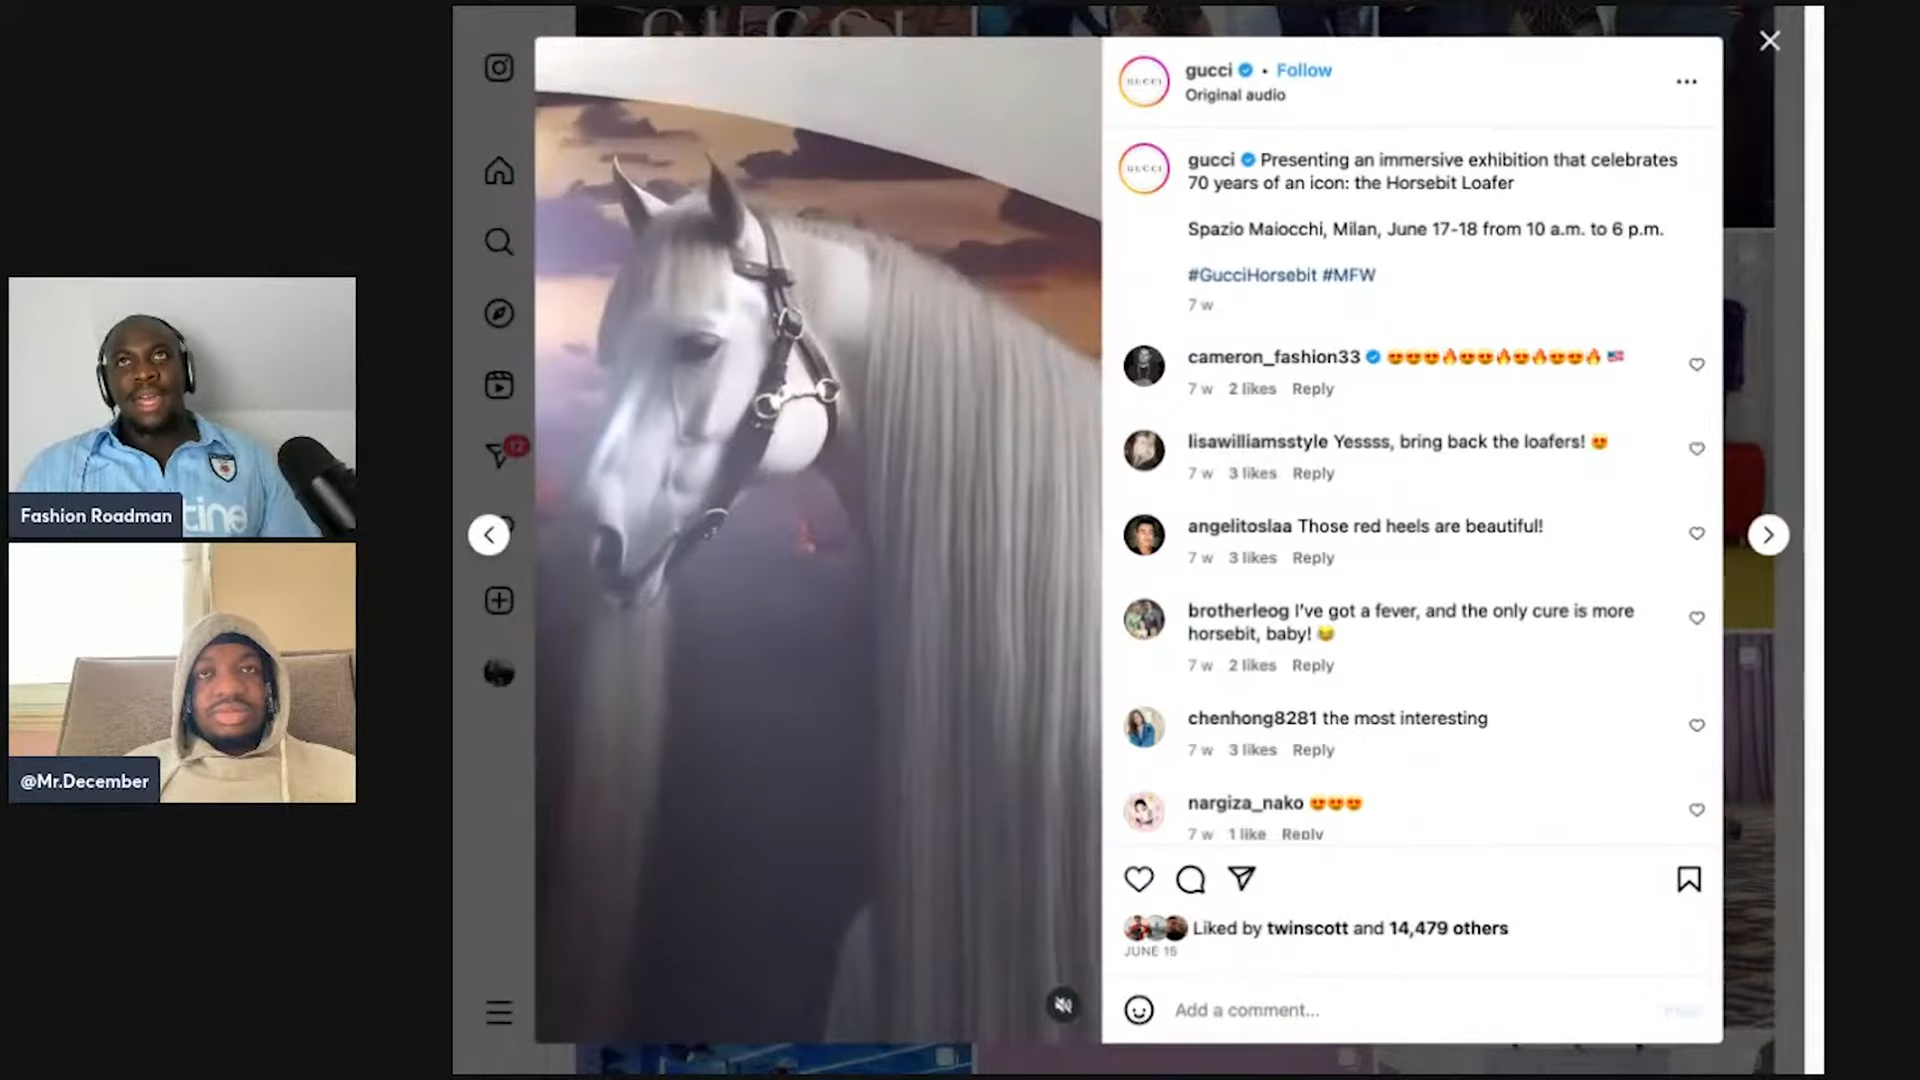 GUCCI
GUCCI
gucci • Follow
Original audio
GUCCI
gucci Presenting an immersive exhibition that celebrates
70 years of an icon: the Horsebit Loafer
Spazio Maiocchi, Milan, June 17-18 from 10 a.m. to 6 p.m.
#GucciHorsebit #MFW
7 w
cameron_fashion33 😍😍😍🔥😍😍🔥😍🔥😍😍🔥 🇺🇸
7 w 2 likes Reply
lisawilliamsstyle Yessss, bring back the loafers! 😍
7 w 3 likes Reply
angelitoslaa Those red heels are beautiful!
7 w 3 likes Reply
brotherleog I've got a fever, and the only cure is more
horsebit, baby! 😂
7 w 2 likes Reply
chenhong8281 the most interesting
7 w 3 likes Reply
nargiza_nako 😍😍😍
7 w 1 like Reply
Liked by twinscott and 14,479 others
JUNE 15
Add a comment...
12
Fashion Roadman
tine
@Mr.December